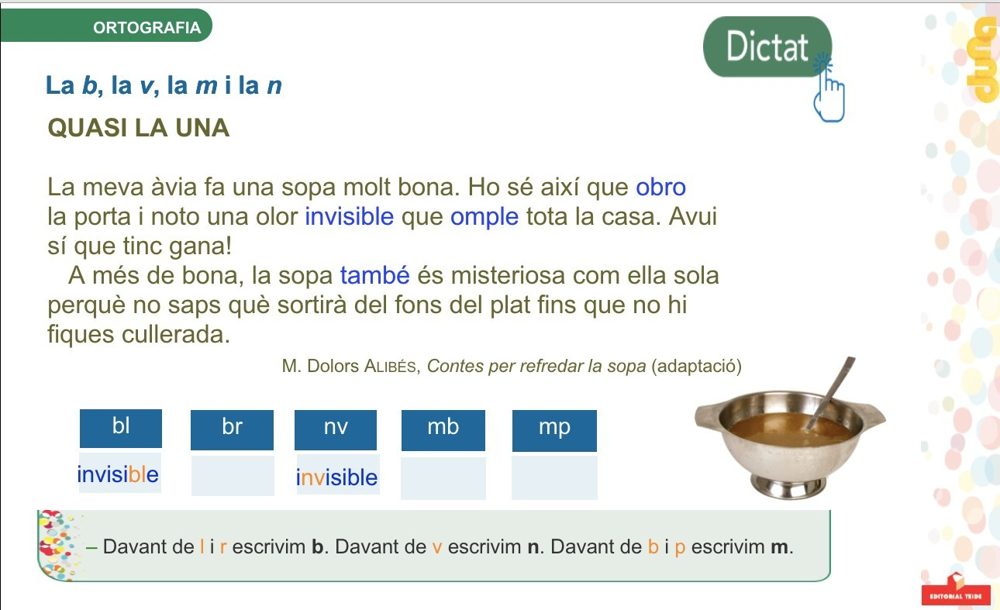 ORTOGRAFIA
Dictat
La b, la v, la m i la n
QUASI LA UNA
La meva àvia fa una sopa molt bona. Ho sé així que obro
la porta i noto una olor invisible que omple tota la casa. Avui
sí que tinc gana!
A més de bona, la sopa també és misteriosa com ella sola
perquè no saps què sortirà del fons del plat fins que no hi
fiques cullerada.
M. Dolors ALIBÉS, Contes per refredar la sopa (adaptació)
bl br nv mb mp
invisible invisible
– Davant de l i r escrivim b. Davant de v escrivim n. Davant de b i p escrivim m.
EDITORIAL TEIDE